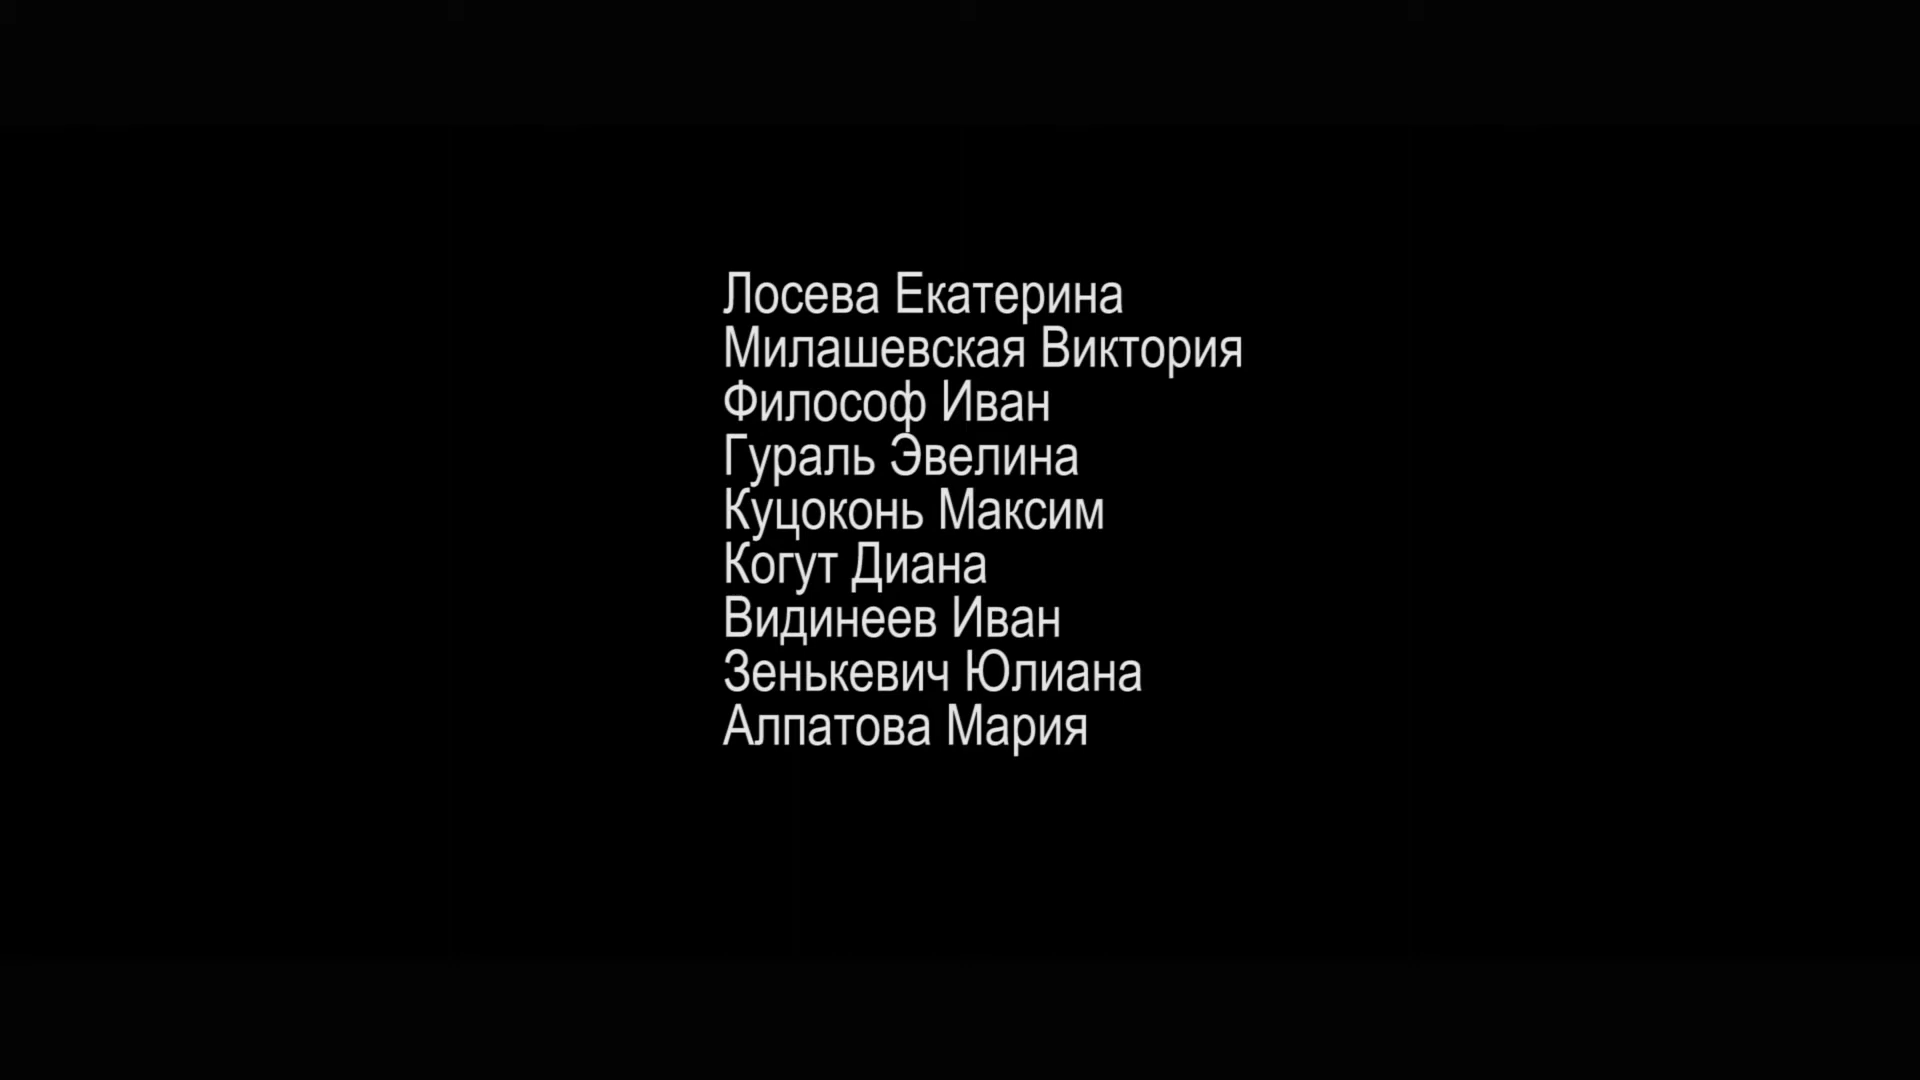 Лосева Екатерина
Милашевская Виктория
Философ Иван
Гураль Эвелина
Куцоконь Максим
Когут Диана
Видинеев Иван
Зенькевич Юлиана
Алпатова Мария